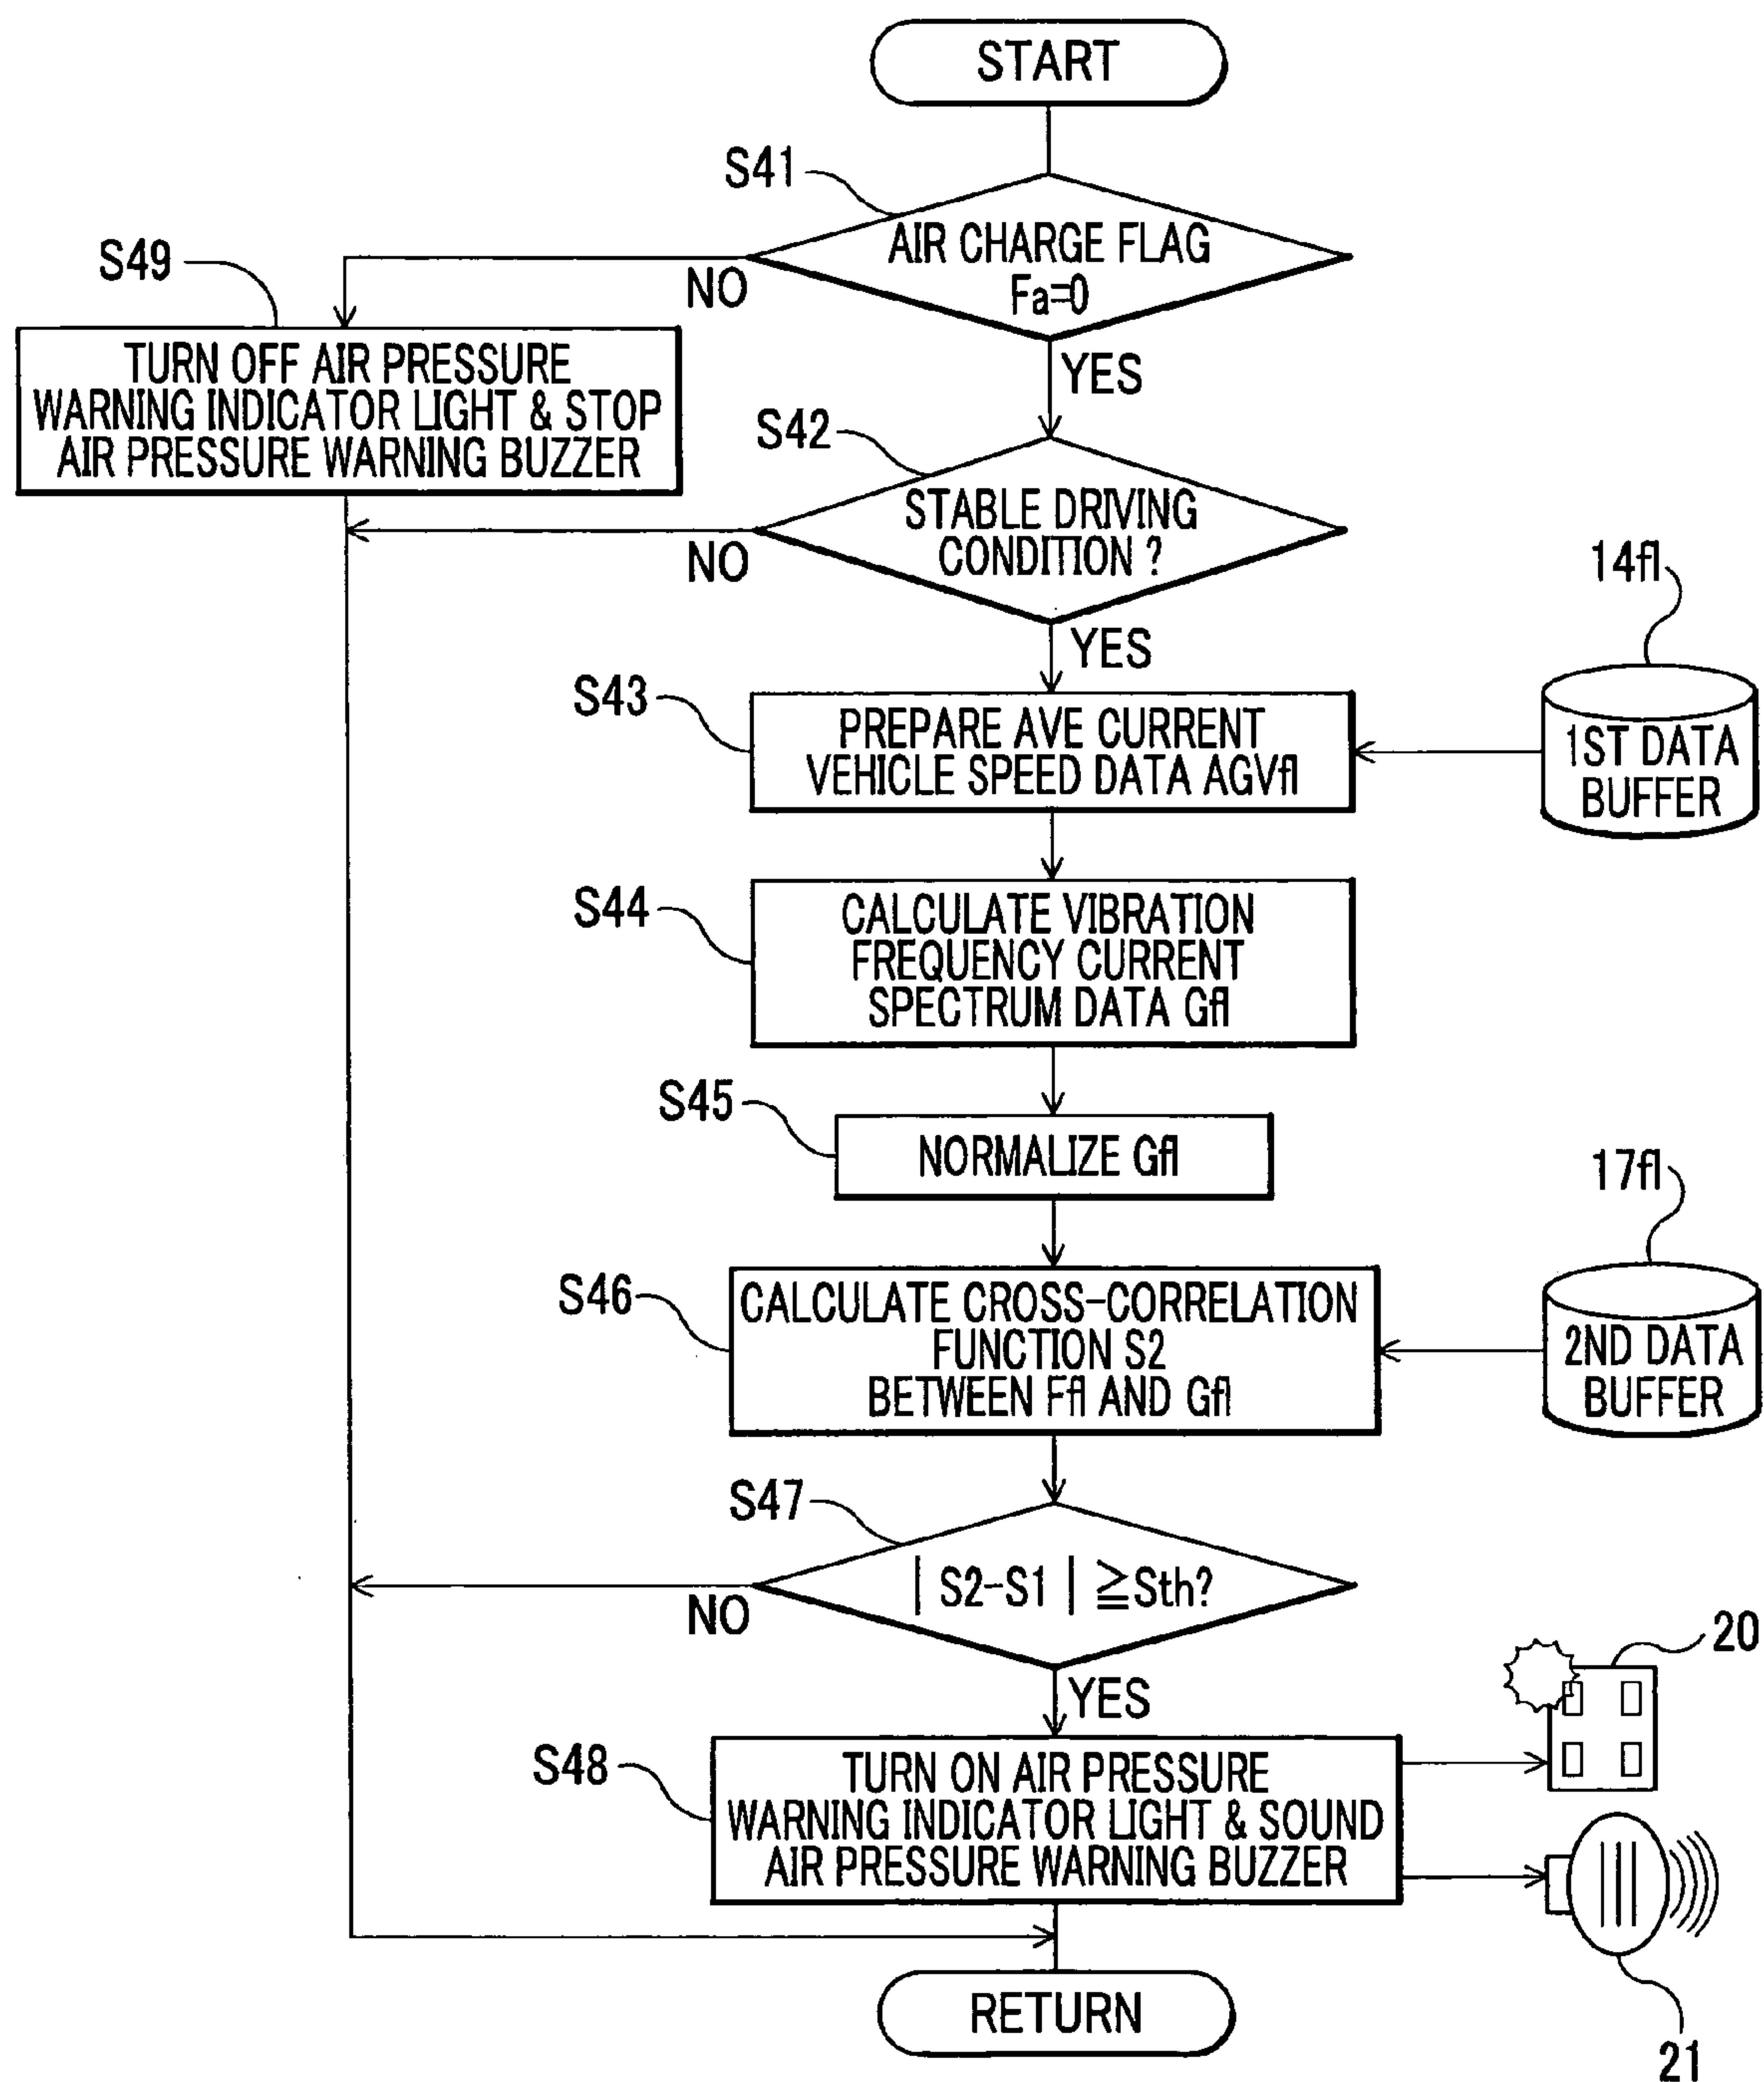 START
S41
AIR CHARGE FLAG
Fa=0
NO
YES
S49
TURN OFF AIR PRESSURE
WARNING INDICATOR LIGHT & STOP
AIR PRESSURE WARNING BUZZER
S42
STABLE DRIVING
CONDITION ?
NO
YES
14fl
1ST DATA
BUFFER
S43
PREPARE AVE CURRENT
VEHICLE SPEED DATA AGVfl
S44
CALCULATE VIBRATION
FREQUENCY CURRENT
SPECTRUM DATA Gfl
S45
NORMALIZE Gfl
17fl
2ND DATA
BUFFER
S46
CALCULATE CROSS-CORRELATION
FUNCTION S2
BETWEEN Ffl AND Gfl
S47
| S2-S1 | ≧Sth?
NO
YES
20
S48
TURN ON AIR PRESSURE
WARNING INDICATOR LIGHT & SOUND
AIR PRESSURE WARNING BUZZER
21
RETURN